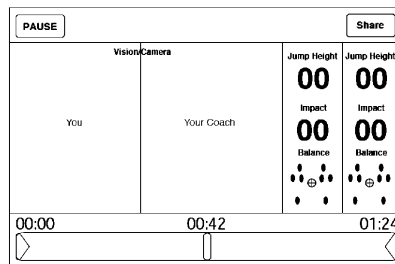 PAUSE
Share
Vision/Camera
You
Your Coach
Jump Height
00
Impact
00
Balance
Jump Height
00
Impact
00
Balance
00:00
00:42
01:24